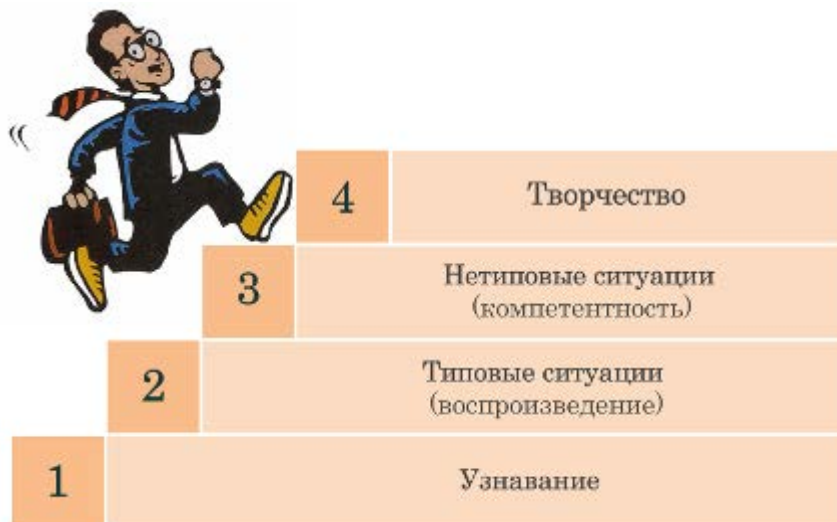 4
Творчество
3
Нетиповые ситуации
(компетентность)
2
Типовые ситуации
(воспроизведение)
1
Узнавание